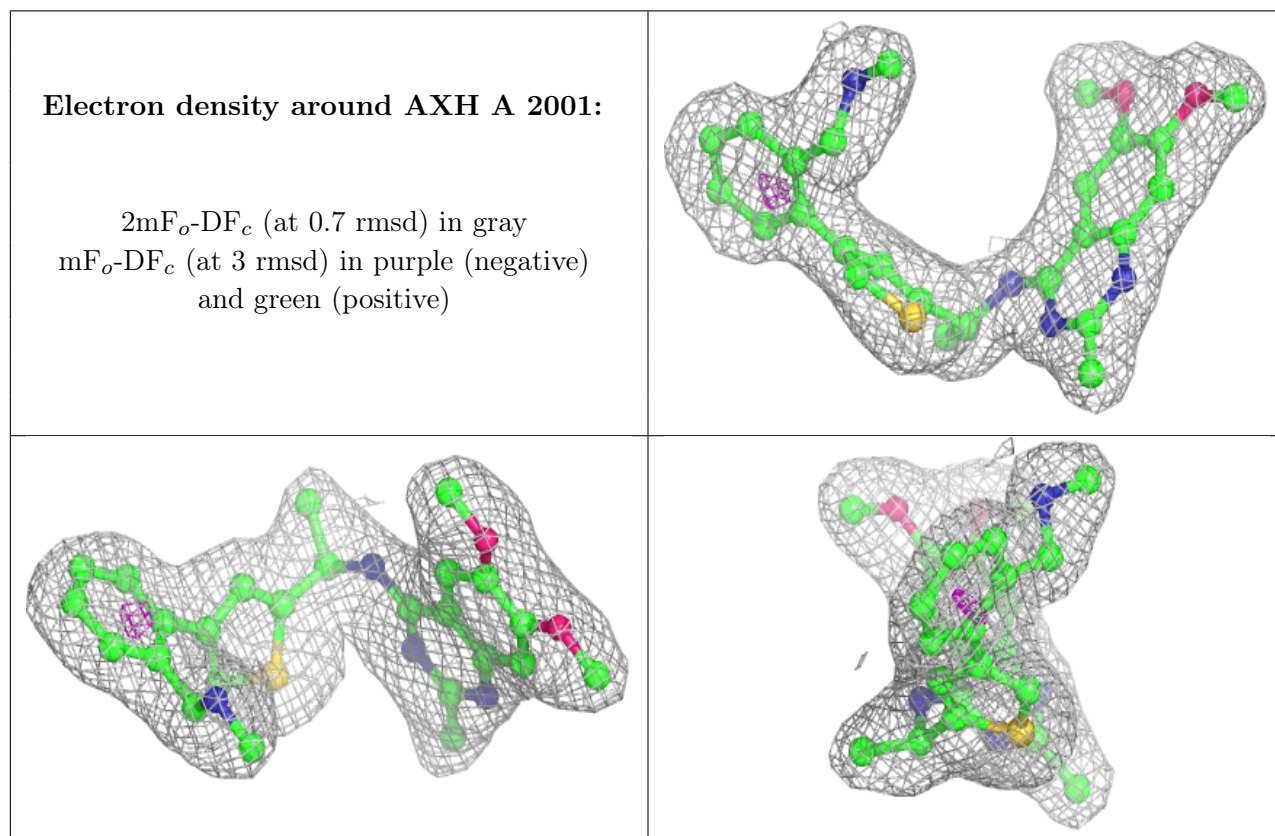 Electron density around AXH A 2001:
2mFo-DFc (at 0.7 rmsd) in gray
mFo-DFc (at 3 rmsd) in purple (negative)
and green (positive)